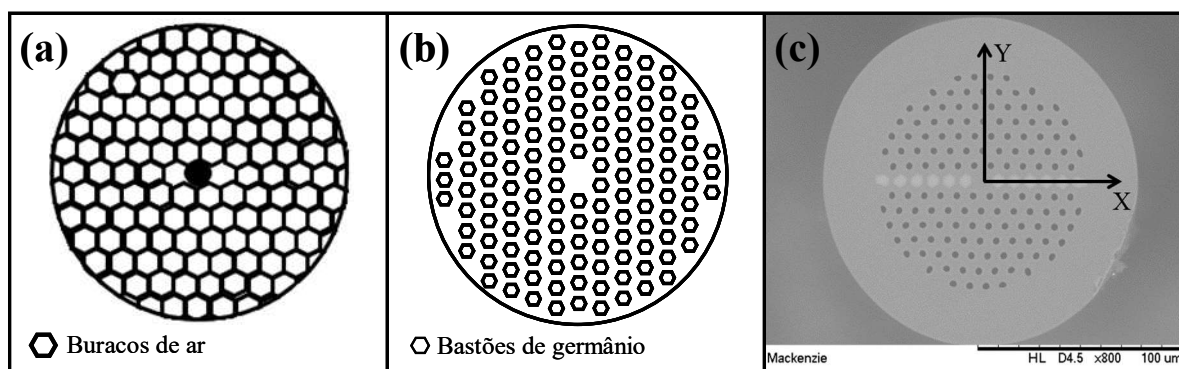 (a)
Buracos de ar
(b)
Bastões de germânio
(c)
Y
X
Mackenzie
HL D4.5 x800 100 um